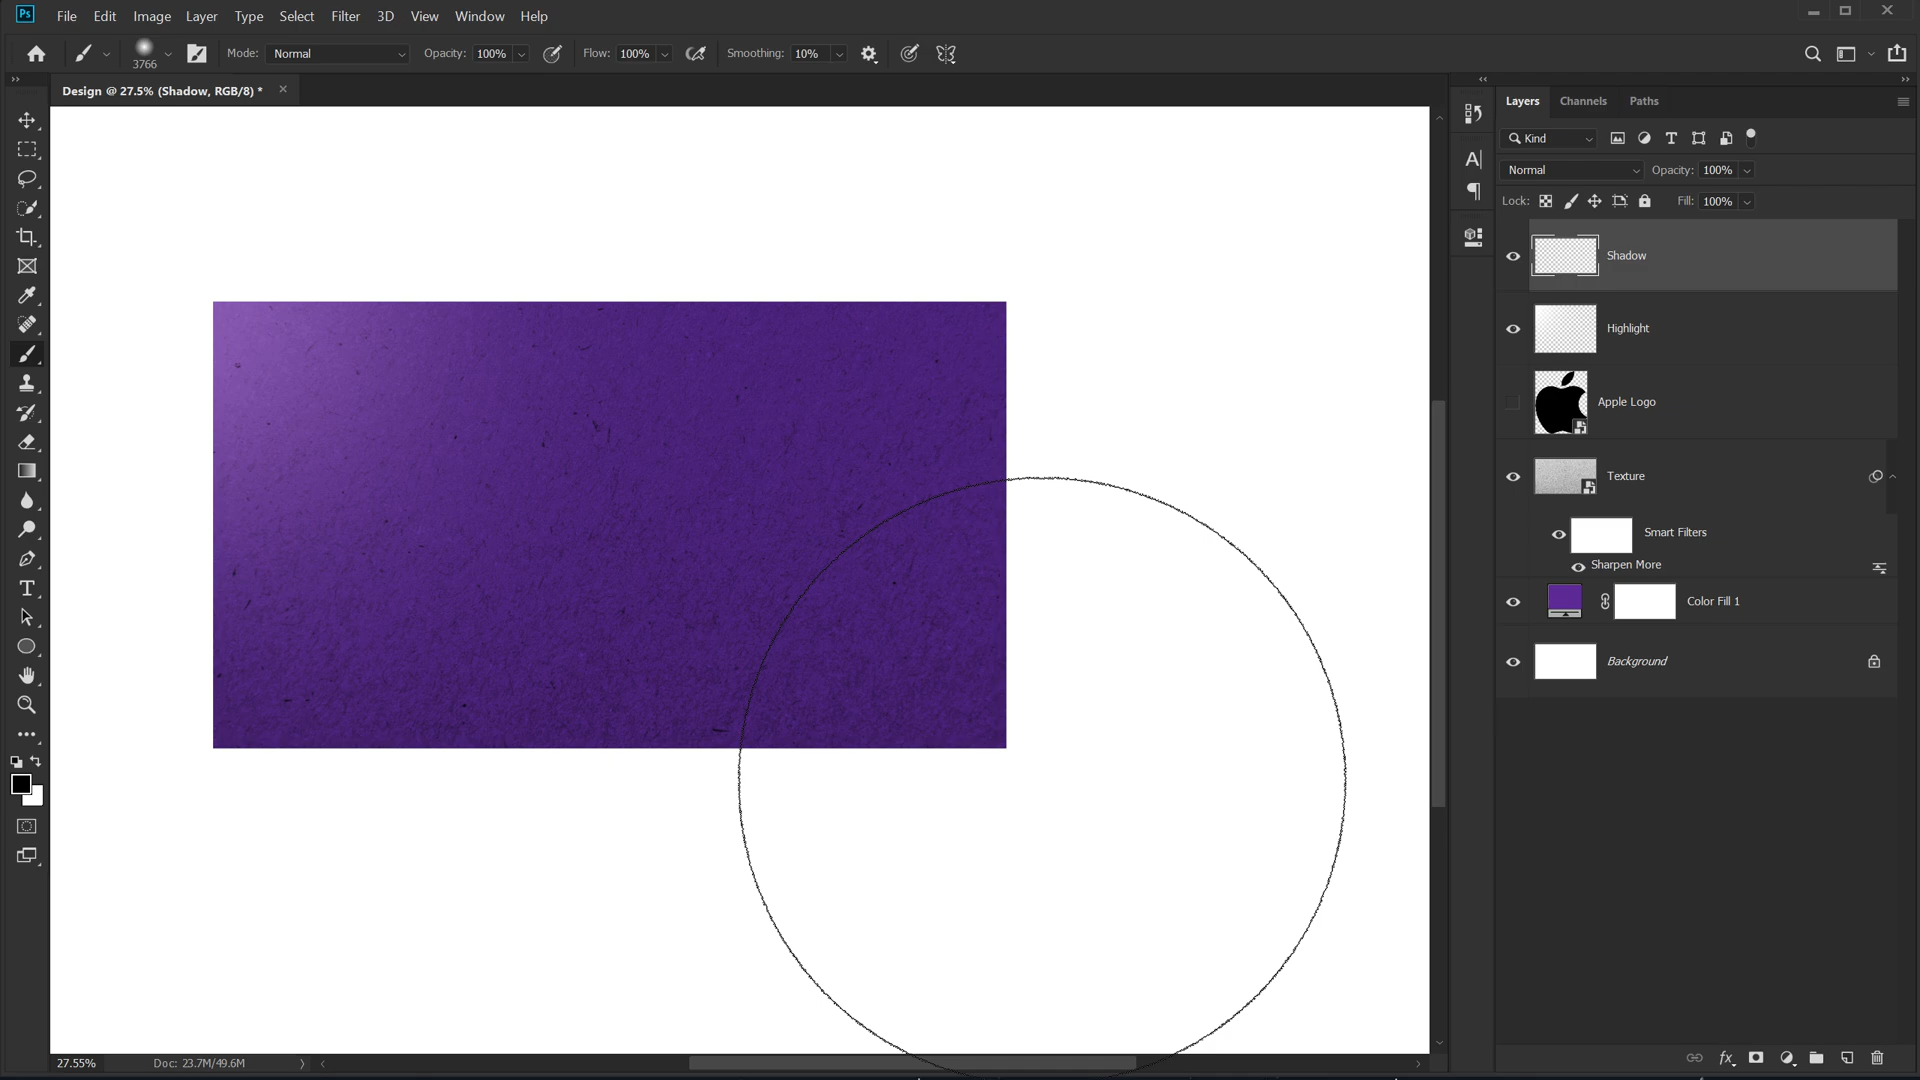 Ps File Edit Image Layer Type Select Filter 3D View Window Help
3766 Mode: Normal Opacity: 100% Flow: 100% Smoothing: 10%
Design @ 27.5% (Shadow, RGB/8) *
Layers Channels Paths
Kind
Normal Opacity: 100%
Lock: Fill: 100%
Shadow
Highlight
Apple Logo
Texture
Smart Filters
Sharpen More
Color Fill 1
Background
27.55% Doc: 23.7M/49.6M